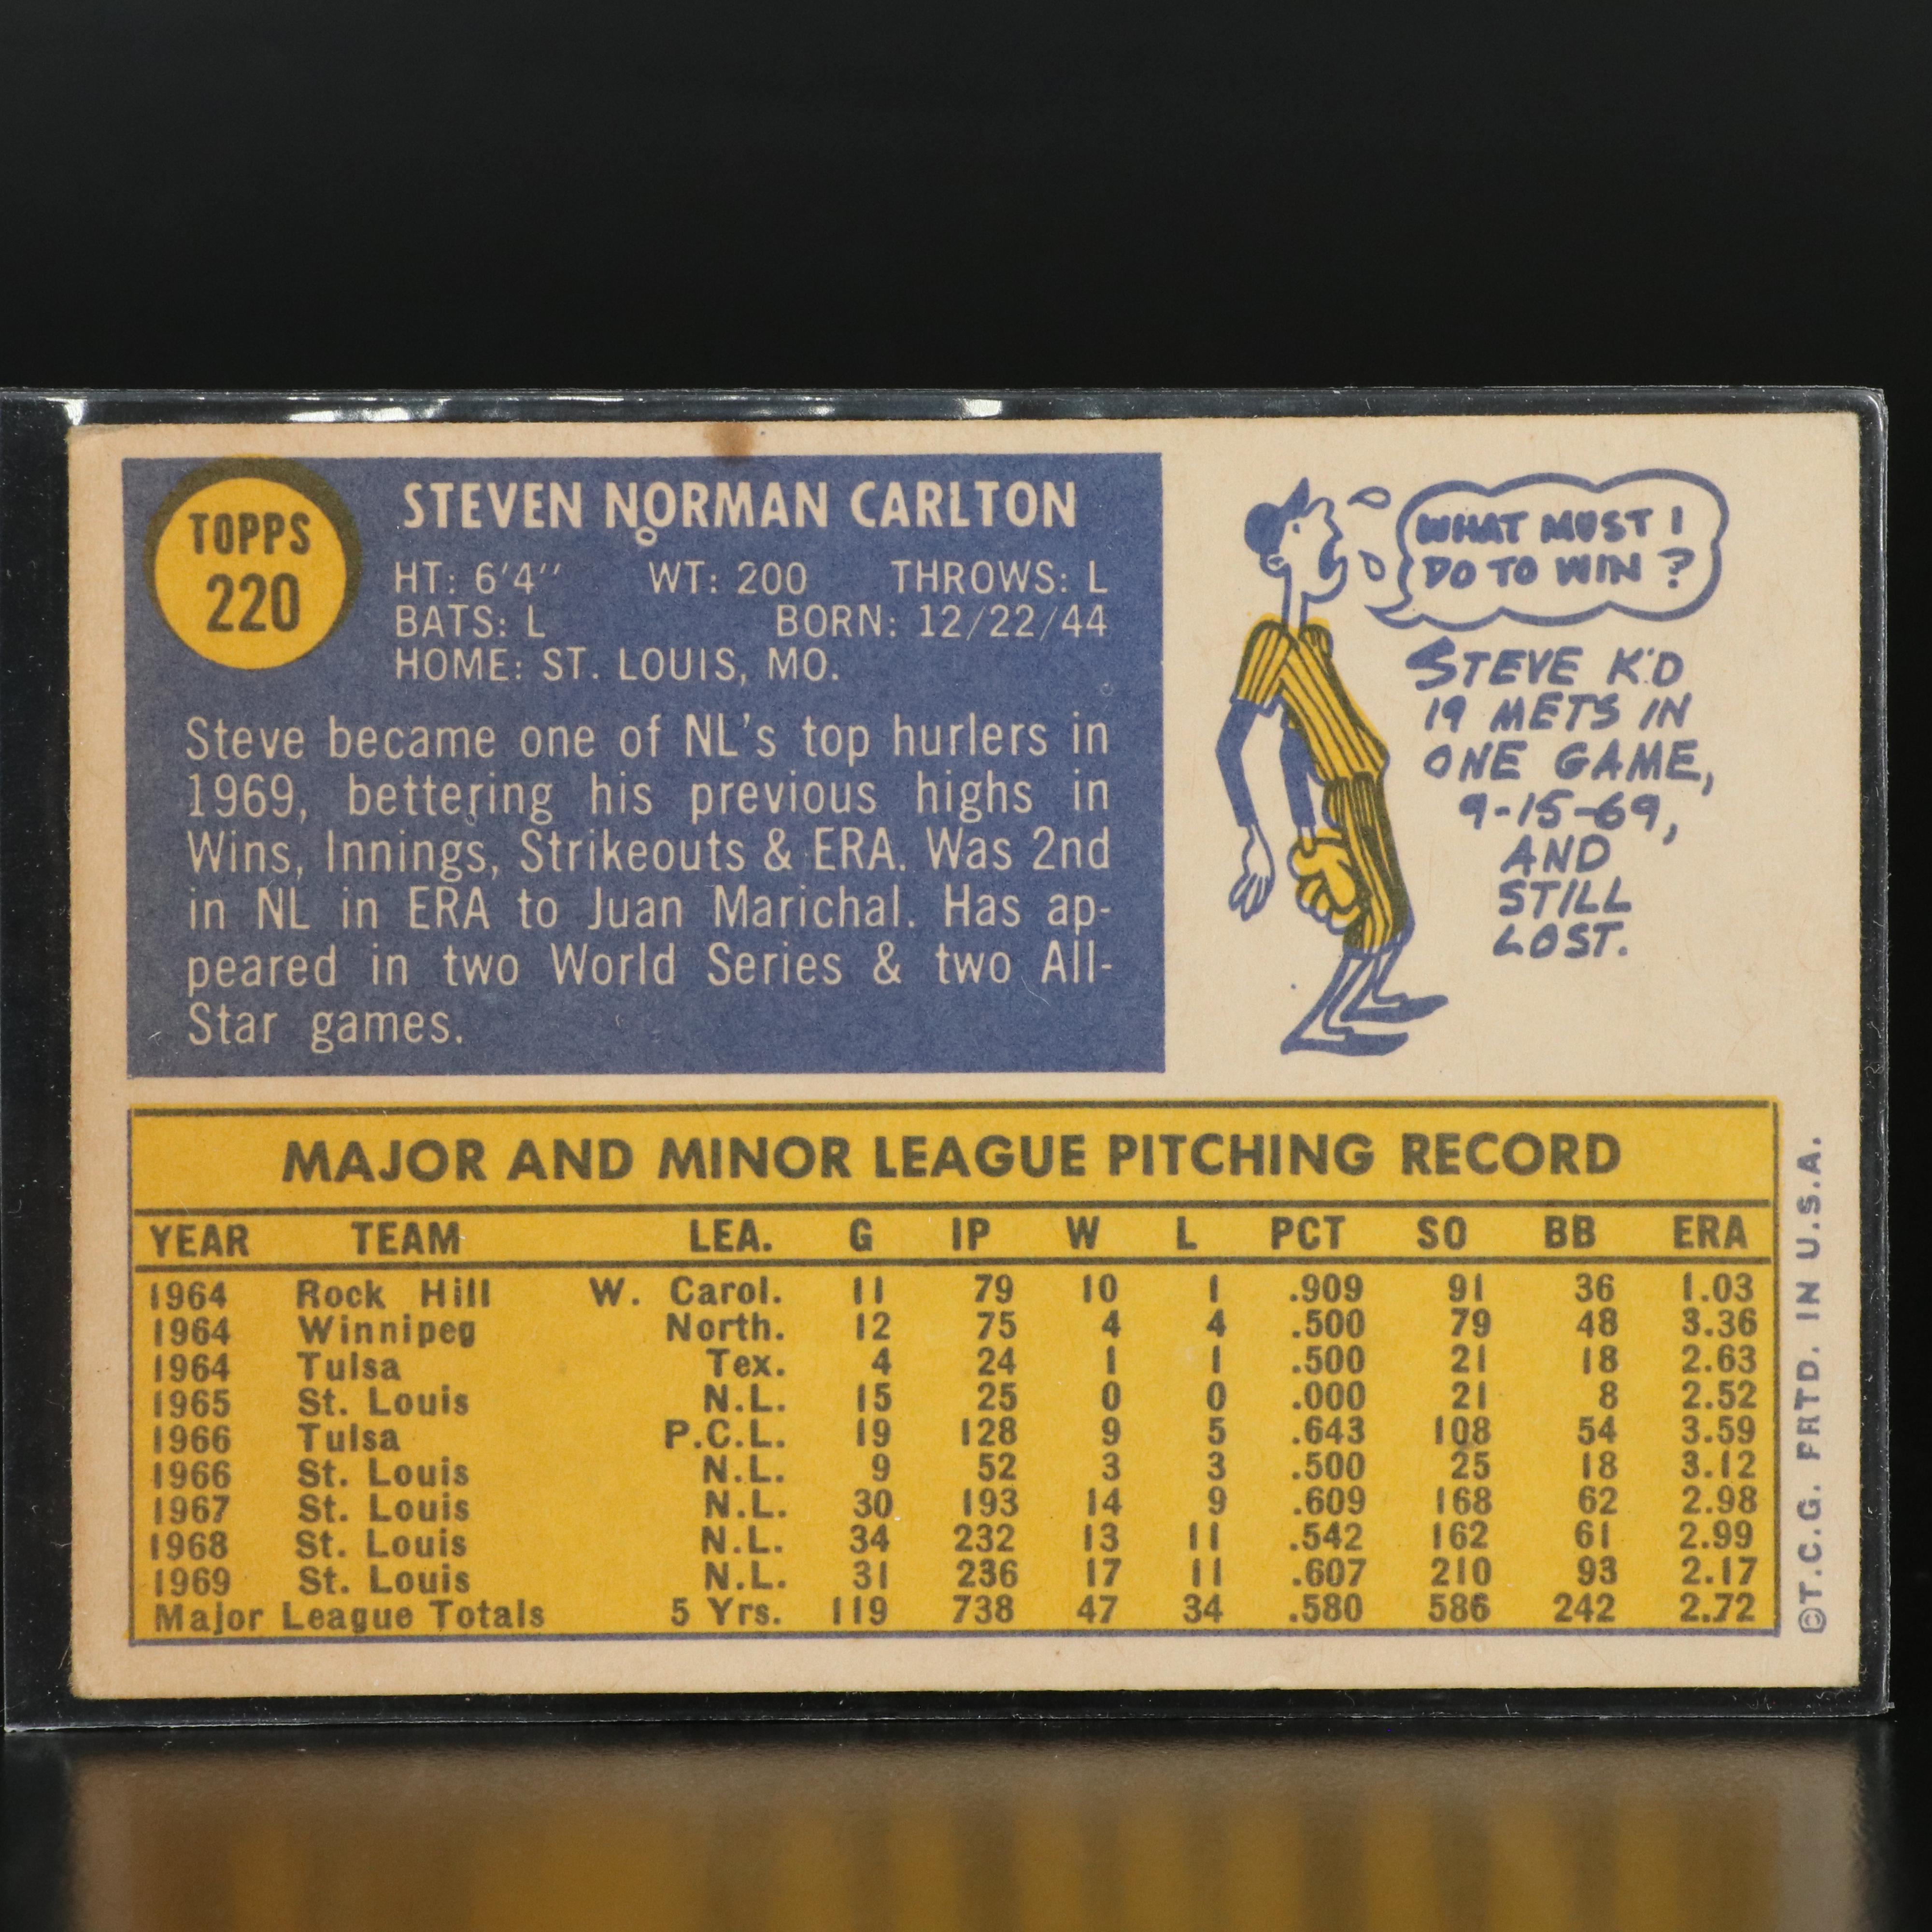 TOPPS
220
STEVEN NORMAN CARLTON
HT: 6'4" WT: 200 THROWS: L
BATS: L BORN: 12/22/44
HOME: ST. LOUIS, MO.
Steve became one of NL's top hurlers in
1969, bettering his previous highs in
Wins, Innings, Strikeouts & ERA. Was 2nd
in NL in ERA to Juan Marichal. Has ap-
peared in two World Series & two All-
Star games.
WHAT MUST I
DO TO WIN?
STEVE K'D
19 METS IN
ONE GAME,
9-15-69,
AND
STILL
LOST.
MAJOR AND MINOR LEAGUE PITCHING RECORD
YEAR TEAM LEA. G IP W L PCT SO BB ERA
1964 Rock Hill W. Carol. 11 79 10 1 .909 91 36 1.03
1964 Winnipeg North. 12 75 4 4 .500 79 48 3.36
1964 Tulsa Tex. 4 24 1 1 .500 21 18 2.63
1965 St. Louis N.L. 15 25 0 0 .000 21 8 2.52
1966 Tulsa P.C.L. 19 128 9 5 .643 108 54 3.59
1966 St. Louis N.L. 9 52 3 3 .500 25 18 3.12
1967 St. Louis N.L. 30 193 14 9 .609 168 62 2.98
1968 St. Louis N.L. 34 232 13 11 .542 162 61 2.99
1969 St. Louis N.L. 31 236 17 11 .607 210 93 2.17
Major League Totals 5 Yrs. 119 738 47 34 .580 586 242 2.72
©T.C.G. PRTD. IN U.S.A.